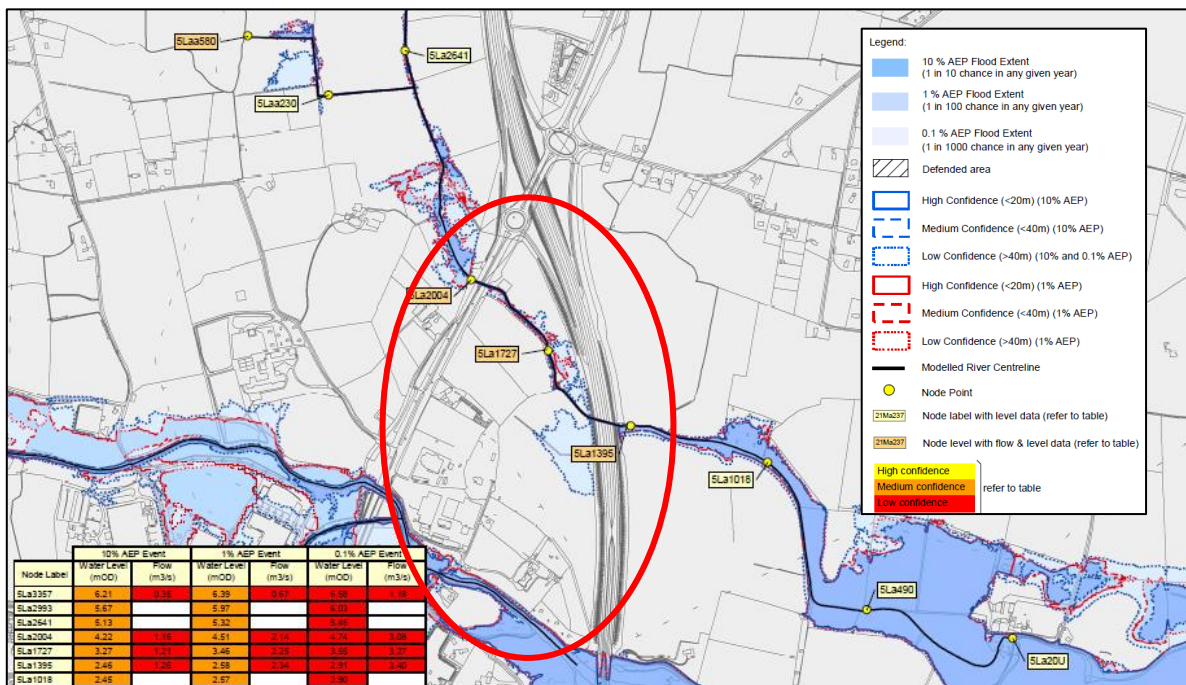 5Laa580
5La2641
5Laa230
5La2004
5La1727
5La1395
5La1018
5La490
5La20U
Legend:
10 % AEP Flood Extent
(1 in 10 chance in any given year)
1 % AEP Flood Extent
(1 in 100 chance in any given year)
0.1 % AEP Flood Extent
(1 in 1000 chance in any given year)
Defended area
High Confidence (<20m) (10% AEP)
Medium Confidence (<40m) (10% AEP)
Low Confidence (>40m) (10% and 0.1% AEP)
High Confidence (<20m) (1% AEP)
Medium Confidence (<40m) (1% AEP)
Low Confidence (>40m) (1% AEP)
Modelled River Centreline
Node Point
21Ma237 Node label with level data (refer to table)
21Ma237 Node level with flow & level data (refer to table)
High confidence
Medium confidence refer to table
Low confidence
10% AEP Event 1% AEP Event 0.1% AEP Event
Node Label Water Level (mOD) Flow (m3/s) Water Level (mOD) Flow (m3/s) Water Level (mOD) Flow (m3/s)
5La3357 6.21 0.35 6.39 0.67 6.58
5La2993 5.67 5.97 6.03
5La2641 5.13 5.32
5La2004 4.22 1.16 4.51 2.14 4.74 3.08
5La1727 3.27 1.21 3.46 2.25 3.27
5La1395 2.46 1.26 2.58 2.34 2.91 3.40
5La1018 2.45 2.57 2.90